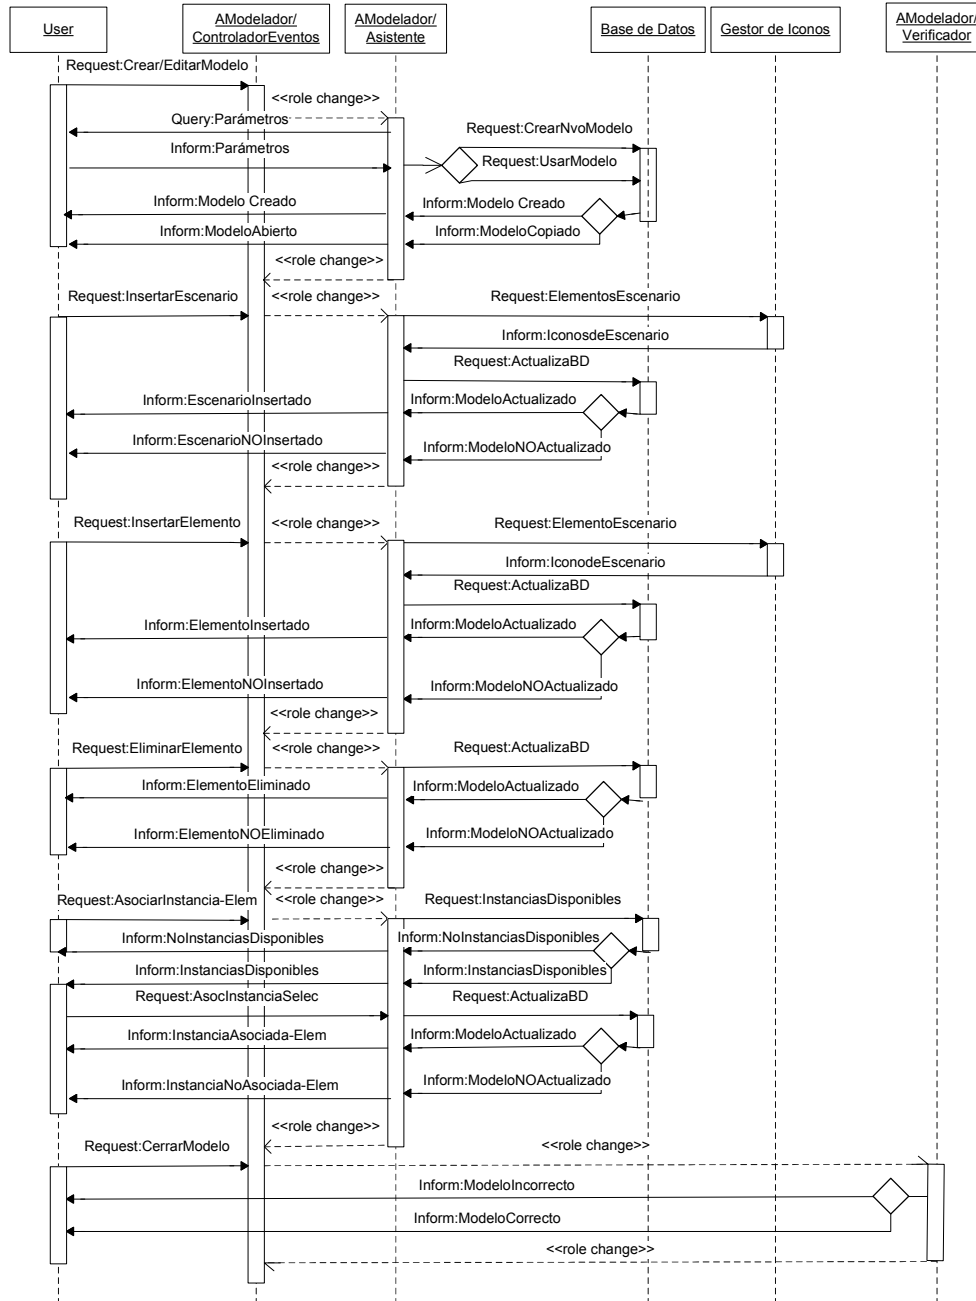 User
AModelador/
ControladorEventos
AModelador/
Asistente
Base de Datos
Gestor de Iconos
AModelador/
Verificador
Request:Crear/EditarModelo
<<role change>>
Query:Parámetros
Request:CrearNvoModelo
Inform:Parámetros
Request:UsarModelo
Inform:Modelo Creado
Inform:Modelo Creado
Inform:ModeloAbierto
Inform:ModeloCopiado
<<role change>>
Request:InsertarEscenario
<<role change>>
Request:ElementosEscenario
Inform:IconosdeEscenario
Request:ActualizaBD
Inform:EscenarioInsertado
Inform:ModeloActualizado
Inform:EscenarioNOInsertado
Inform:ModeloNOActualizado
<<role change>>
Request:InsertarElemento
<<role change>>
Request:ElementoEscenario
Inform:IconodeEscenario
Request:ActualizaBD
Inform:ElementoInsertado
Inform:ModeloActualizado
Inform:ElementoNOInsertado
Inform:ModeloNOActualizado
<<role change>>
Request:EliminarElemento
<<role change>>
Request:ActualizaBD
Inform:ElementoEliminado
Inform:ModeloActualizado
Inform:ElementoNOEliminado
Inform:ModeloNOActualizado
<<role change>>
Request:AsociarInstancia-Elem
<<role change>>
Request:InstanciasDisponibles
Inform:NoInstanciasDisponibles
Inform:NoInstanciasDisponibles
Inform:InstanciasDisponibles
Inform:InstanciasDisponibles
Request:AsocInstanciaSelec
Request:ActualizaBD
Inform:InstanciaAsociada-Elem
Inform:ModeloActualizado
Inform:InstanciaNoAsociada-Elem
Inform:ModeloNOActualizado
<<role change>>
Request:CerrarModelo
<<role change>>
Inform:ModeloIncorrecto
Inform:ModeloCorrecto
<<role change>>